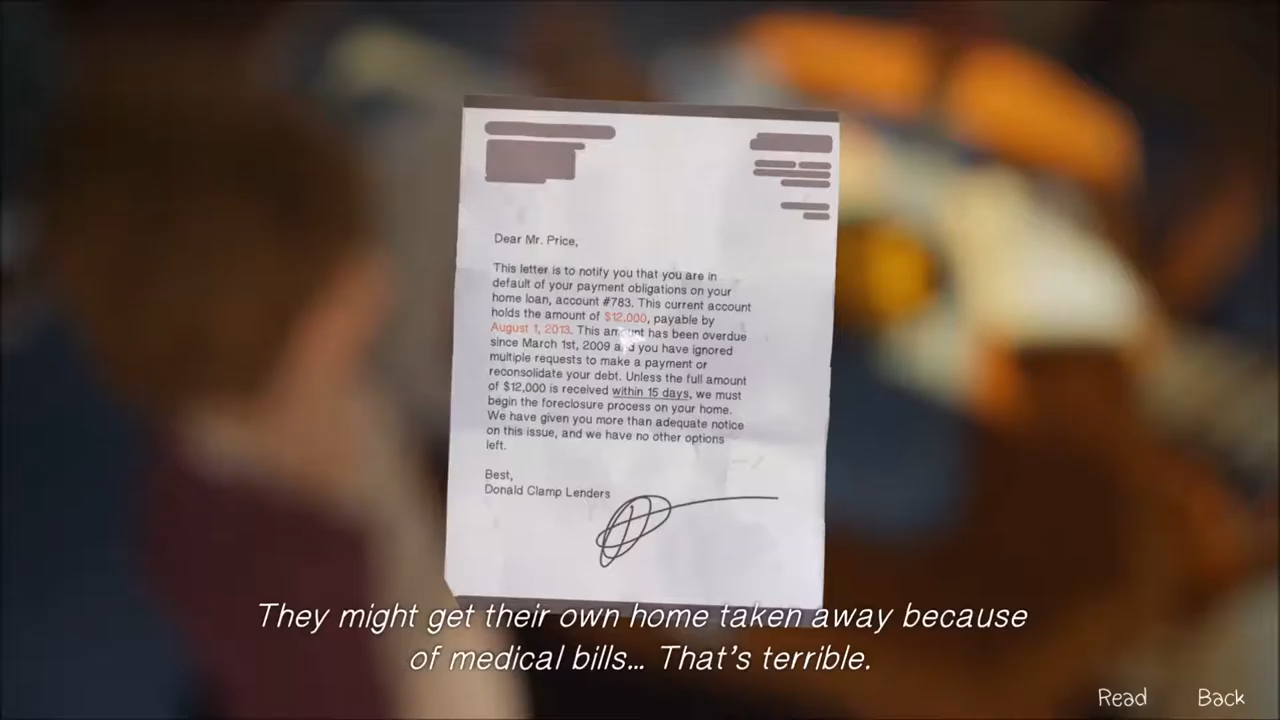 Dear Mr. Price,
This letter is to notify you that you are in
default of your payment obligations on your
home loan, account #783. This current account
holds the amount of $12,000, payable by
August 1, 2013. This amount has been overdue
since March 1st, 2009 and you have ignored
multiple requests to make a payment or
reconsolidate your debt. Unless the full amount
of $12,000 is received within 15 days, we must
begin the foreclosure process on your home.
We have given you more than adequate notice
on this issue, and we have no other options
left.
Best,
Donald Clamp Lenders
They might get their own home taken away because
of medical bills... That's terrible.
Read Back